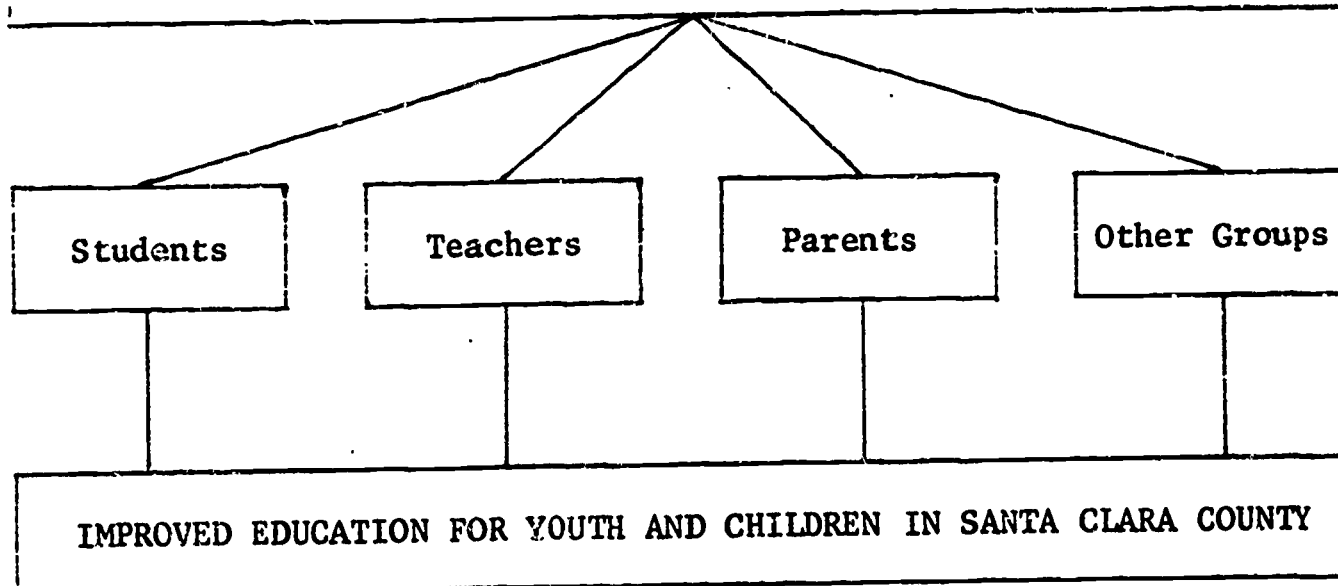 Students
Teachers
Parents
Other Groups
IMPROVED EDUCATION FOR YOUTH AND CHILDREN IN SANTA CLARA COUNTY